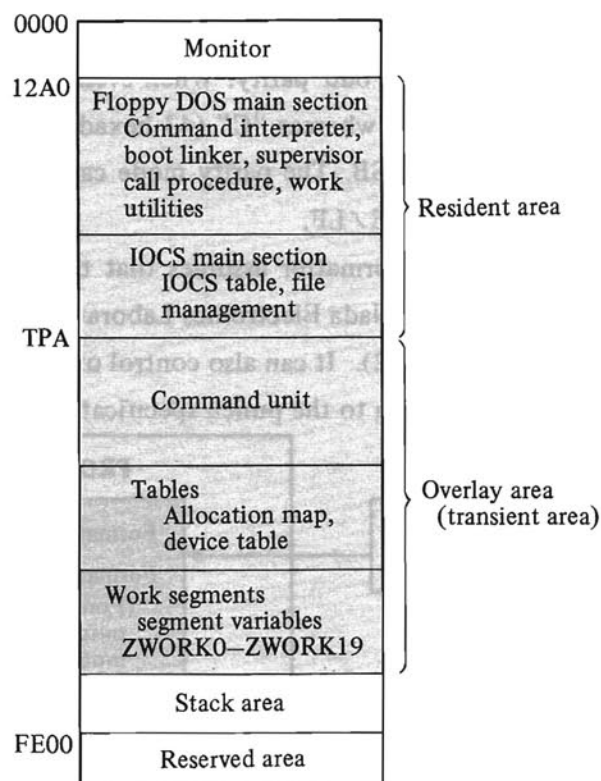 0000
Monitor
12A0
Floppy DOS main section
Command interpreter,
boot linker, supervisor
call procedure, work
utilities
Resident area
IOCS main section
IOCS table, file
management
TPA
Command unit
Tables
Allocation map,
device table
Overlay area
(transient area)
Work segments
segment variables
ZWORK0—ZWORK19
Stack area
FE00
Reserved area